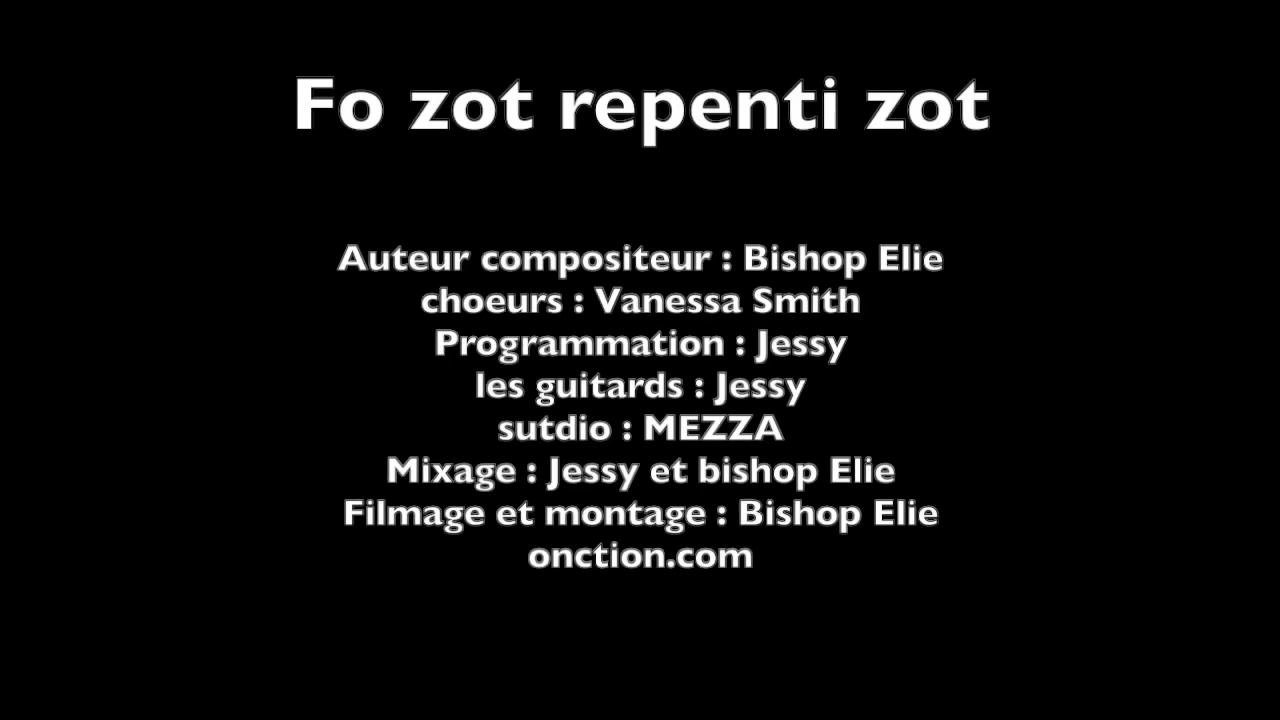 Fo zot repenti zot
Auteur compositeur : Bishop Elie
choeurs : Vanessa Smith
Programmation : Jessy
les guitards : Jessy
sutdio : MEZZA
Mixage : Jessy et bishop Elie
Filmage et montage : Bishop Elie
onction.com